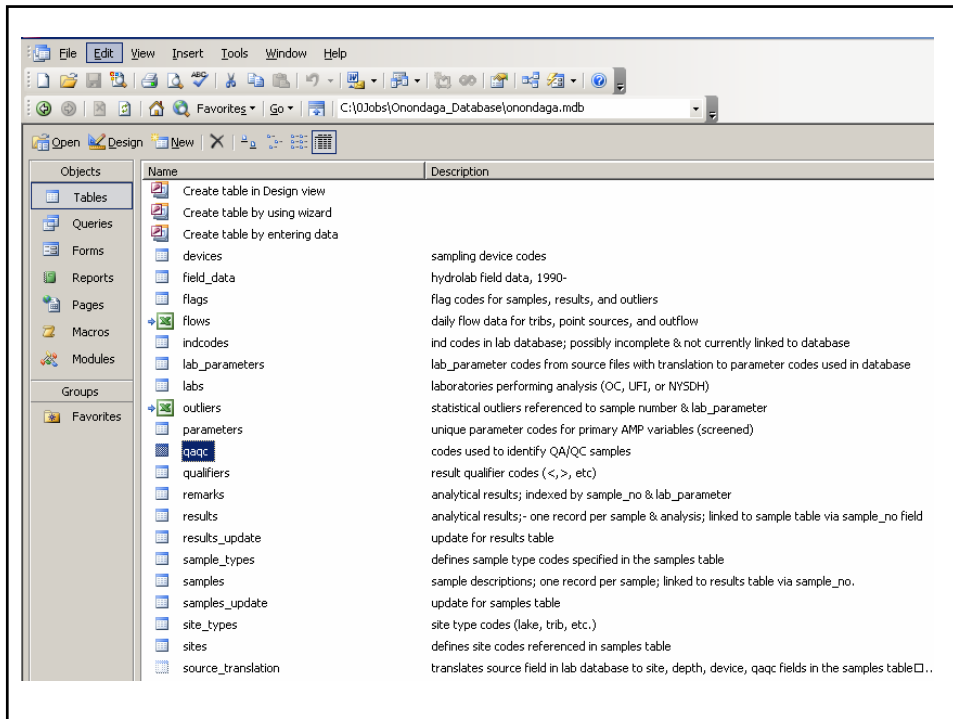 File Edit View Insert Tools Window Help
Favorites Go C:\0Jobs\Onondaga_Database\onondaga.mdb
Open Design New
Objects Name Description
Tables Create table in Design view
Create table by using wizard
Queries Create table by entering data
Forms devices sampling device codes
Reports field_data hydrolab field data, 1990-
Pages flags flag codes for samples, results, and outliers
Macros flows daily flow data for tribs, point sources, and outflow
indcodes ind codes in lab database; possibly incomplete & not currently linked to database
Modules lab_parameters lab_parameter codes from source files with translation to parameter codes used in database
Groups labs laboratories performing analysis (OC, UFI, or NYSDH)
Favorites outliers statistical outliers referenced to sample number & lab_parameter
parameters unique parameter codes for primary AMP variables (screened)
qaqc codes used to identify QA/QC samples
qualifiers result qualifier codes (<,>, etc)
remarks analytical results; indexed by sample_no & lab_parameter
results analytical results;- one record per sample & analysis; linked to sample table via sample_no field
results_update update for results table
sample_types defines sample type codes specified in the samples table
samples sample descriptions; one record per sample; linked to results table via sample_no.
samples_update update for samples table
site_types site type codes (lake, trib, etc.)
sites defines site codes referenced in samples table
source_translation translates source field in lab database to site, depth, device, qaqc fields in the samples table□..